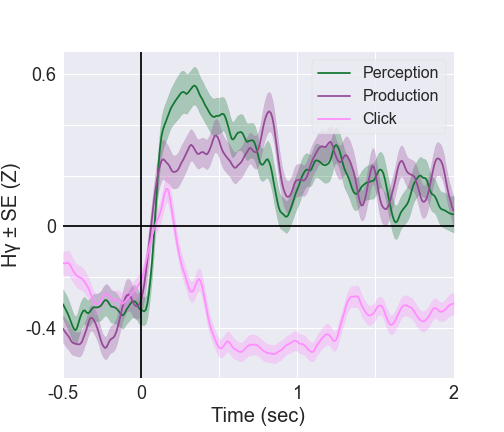 Perception
Production
Click
0.6
0
-0.4
Hγ ± SE (Z)
-0.5
0
1
2
Time (sec)